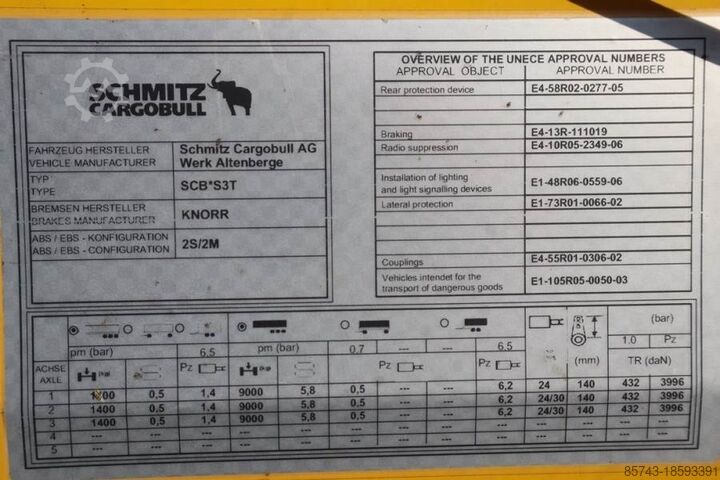 SCHMITZ
CARGOBULL
FAHRZEUG HERSTELLER
VEHICLE MANUFACTURER
Schmitz Cargobull AG
Werk Altenberge
TYP
TYPE
SCB*S3T
BREMSEN HERSTELLER
BRAKES MANUFACTURER
KNORR
ABS / EBS - KONFIGURATION
ABS / EBS - CONFIGURATION
2S/2M
OVERVIEW OF THE UNECE APPROVAL NUMBERS
APPROVAL OBJECT APPROVAL NUMBER
Rear protection device E4-58R02-0277-05
Braking E4-13R-111019
Radio suppression E4-10R05-2349-06
Installation of lighting
and light signalling devices E1-48R06-0559-06
Lateral protection E1-73R01-0066-02
Couplings E4-55R01-0306-02
Vehicles intendet for the
transport of dangerous goods E1-105R05-0050-03
(bar)
pm (bar) 6.5 pm (bar) 0.7 --- --- 6.5 1.0 Pz
ACHSE
AXLE
Pz Pz (mm) TR (daN)
1 1400 0,5 1,4 9000 5,8 0,5 --- --- 6,2 24 140 432 3996
2 1400 0,5 1,4 9000 5,8 0,5 --- --- 6,2 24/30 140 432 3996
3 1400 0,5 1,4 9000 5,8 0,5 --- --- 6,2 24/30 140 432 3996
4 --- --- --- --- --- --- --- --- --- --- --- --- ---
5 --- --- --- --- --- --- --- --- --- --- --- --- ---
85743-18593391